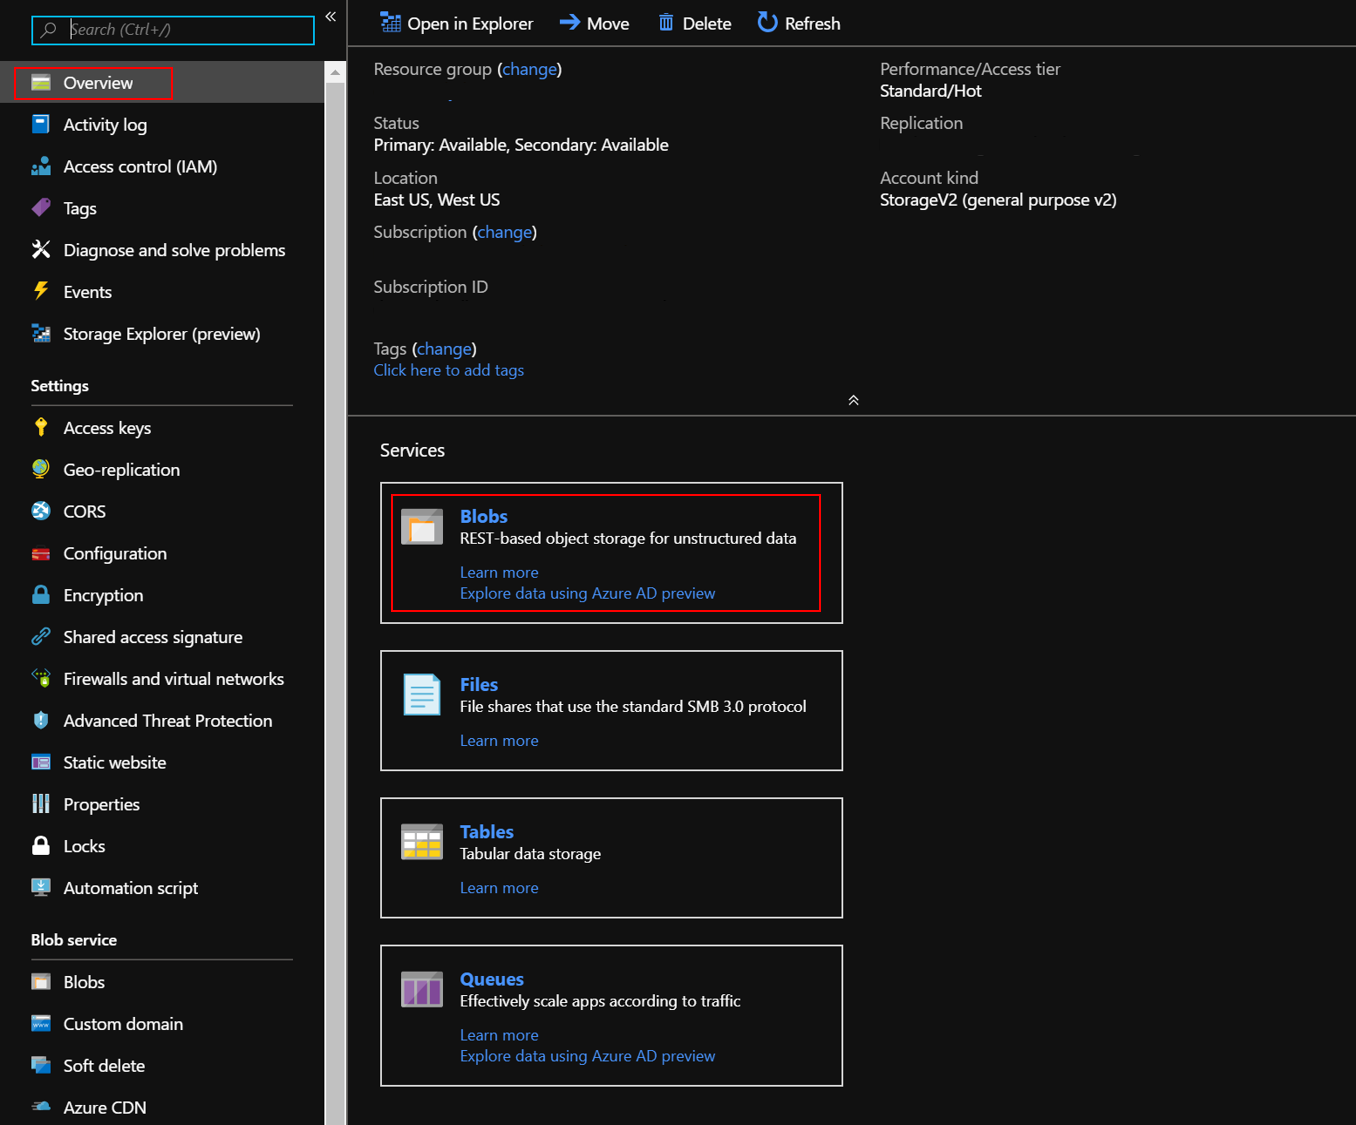 Search (Ctrl+/)
«
Overview
Activity log
Access control (IAM)
Tags
Diagnose and solve problems
Events
Storage Explorer (preview)
Settings
Access keys
Geo-replication
CORS
Configuration
Encryption
Shared access signature
Firewalls and virtual networks
Advanced Threat Protection
Static website
Properties
Locks
Automation script
Blob service
Blobs
Custom domain
Soft delete
Azure CDN
Open in Explorer
Move
Delete
Refresh
Resource group (change)
Status
Primary: Available, Secondary: Available
Location
East US, West US
Subscription (change)
Subscription ID
Tags (change)
Click here to add tags
Performance/Access tier
Standard/Hot
Replication
Account kind
StorageV2 (general purpose v2)
Services
Blobs
REST-based object storage for unstructured data
Learn more
Explore data using Azure AD preview
Files
File shares that use the standard SMB 3.0 protocol
Learn more
Tables
Tabular data storage
Learn more
Queues
Effectively scale apps according to traffic
Learn more
Explore data using Azure AD preview